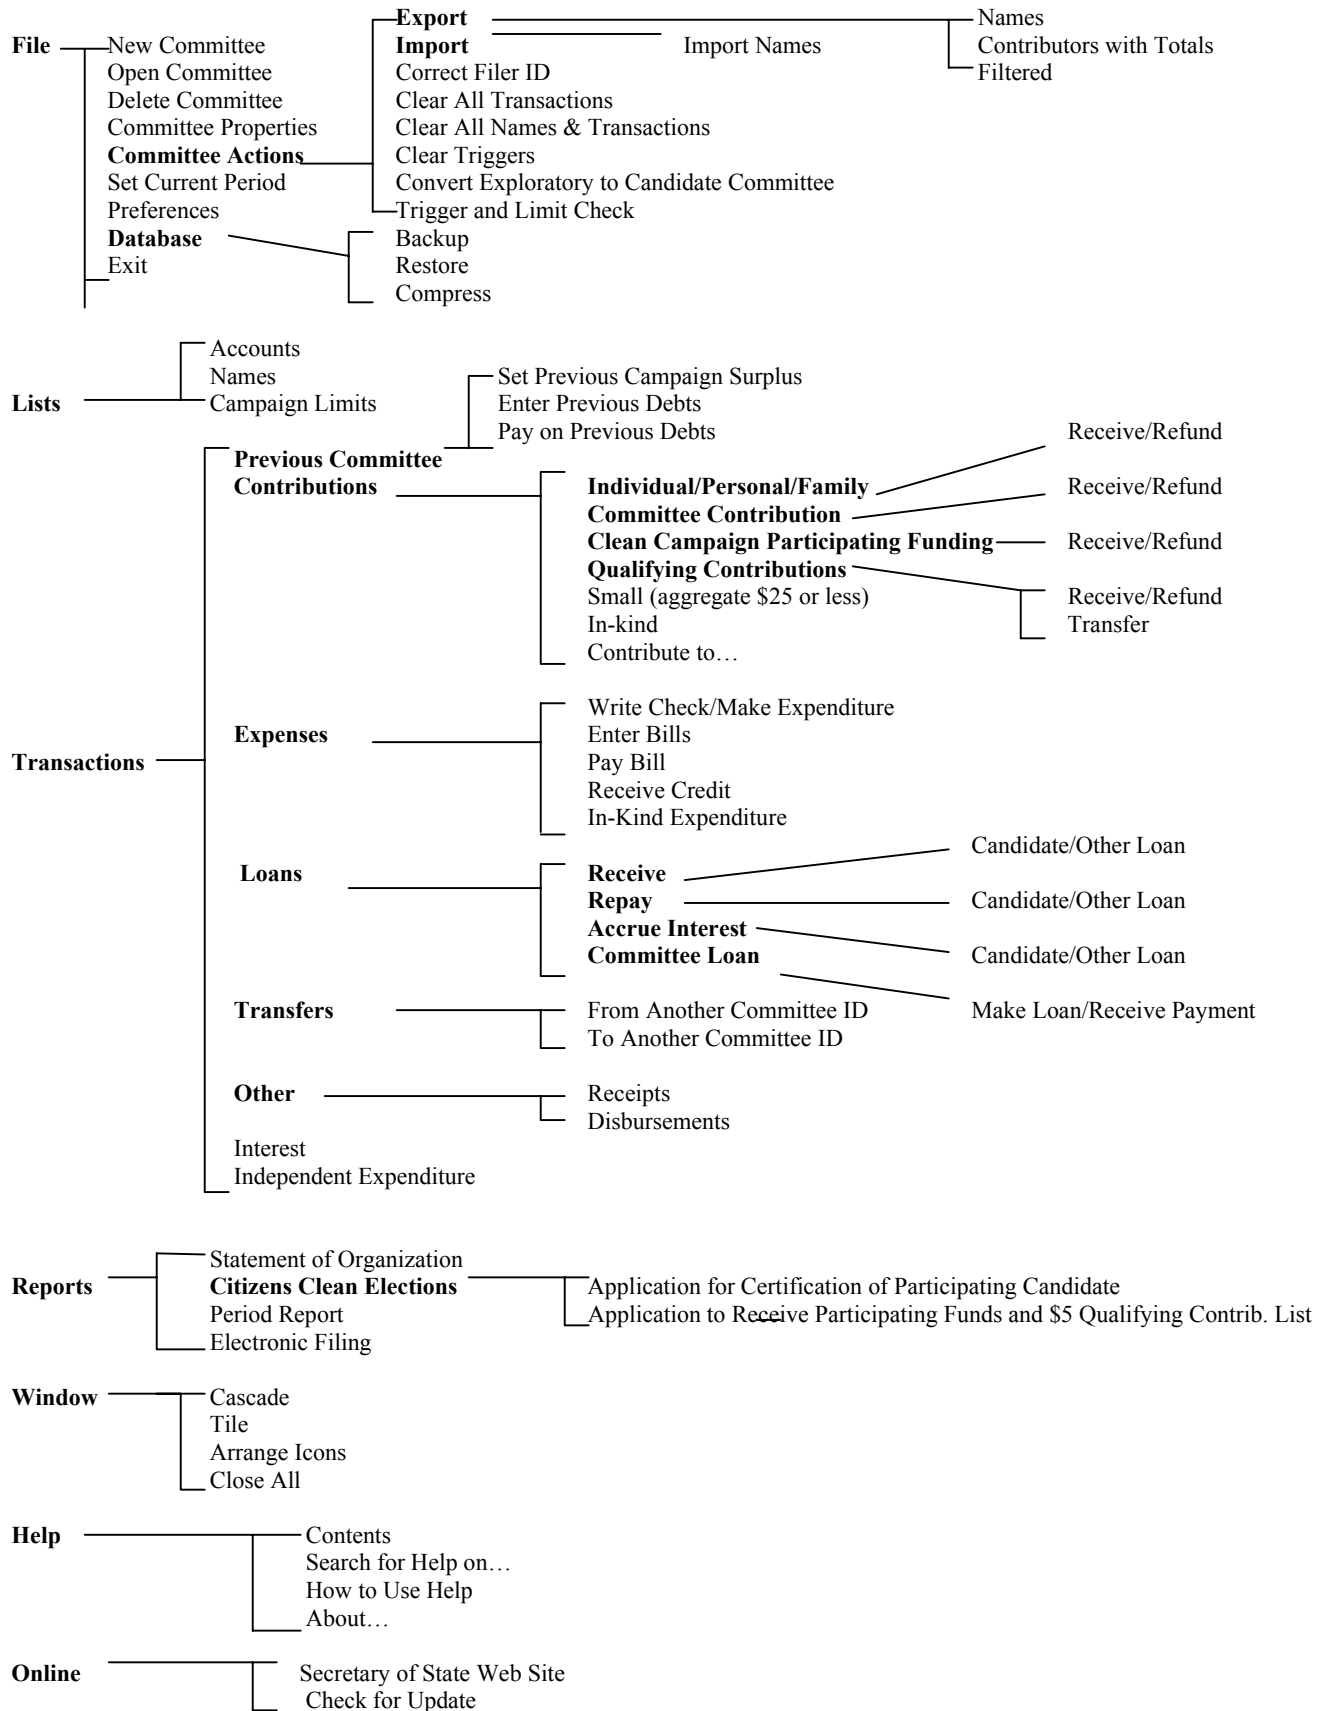 Export Names
File New Committee Import Import Names Contributors with Totals
Open Committee Correct Filer ID Filtered
Delete Committee Clear All Transactions
Committee Properties Clear All Names & Transactions
Committee Actions Clear Triggers
Set Current Period Convert Exploratory to Candidate Committee
Preferences Trigger and Limit Check
Database Backup
Exit Restore
Compress
Accounts
Names Set Previous Campaign Surplus
Lists Campaign Limits Enter Previous Debts
Pay on Previous Debts Receive/Refund
Previous Committee
Contributions Individual/Personal/Family Receive/Refund
Committee Contribution
Clean Campaign Participating Funding Receive/Refund
Qualifying Contributions
Small (aggregate $25 or less) Receive/Refund
In-kind Transfer
Contribute to…
Write Check/Make Expenditure
Expenses Enter Bills
Transactions Pay Bill
Receive Credit
In-Kind Expenditure
Candidate/Other Loan
Loans Receive
Repay Candidate/Other Loan
Accrue Interest
Committee Loan Candidate/Other Loan
Transfers From Another Committee ID Make Loan/Receive Payment
To Another Committee ID
Other Receipts
Disbursements
Interest
Independent Expenditure
Statement of Organization
Reports Citizens Clean Elections Application for Certification of Participating Candidate
Period Report Application to Receive Participating Funds and $5 Qualifying Contrib. List
Electronic Filing
Window Cascade
Tile
Arrange Icons
Close All
Help Contents
Search for Help on…
How to Use Help
About…
Online Secretary of State Web Site
Check for Update